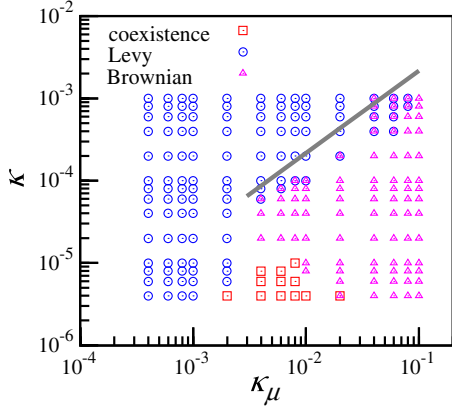 10⁻²
coexistence
Levy
Brownian
10⁻³
κ
10⁻⁴
10⁻⁵
10⁻⁶
10⁻⁴ 10⁻³ 10⁻² 10⁻¹
κ_μ